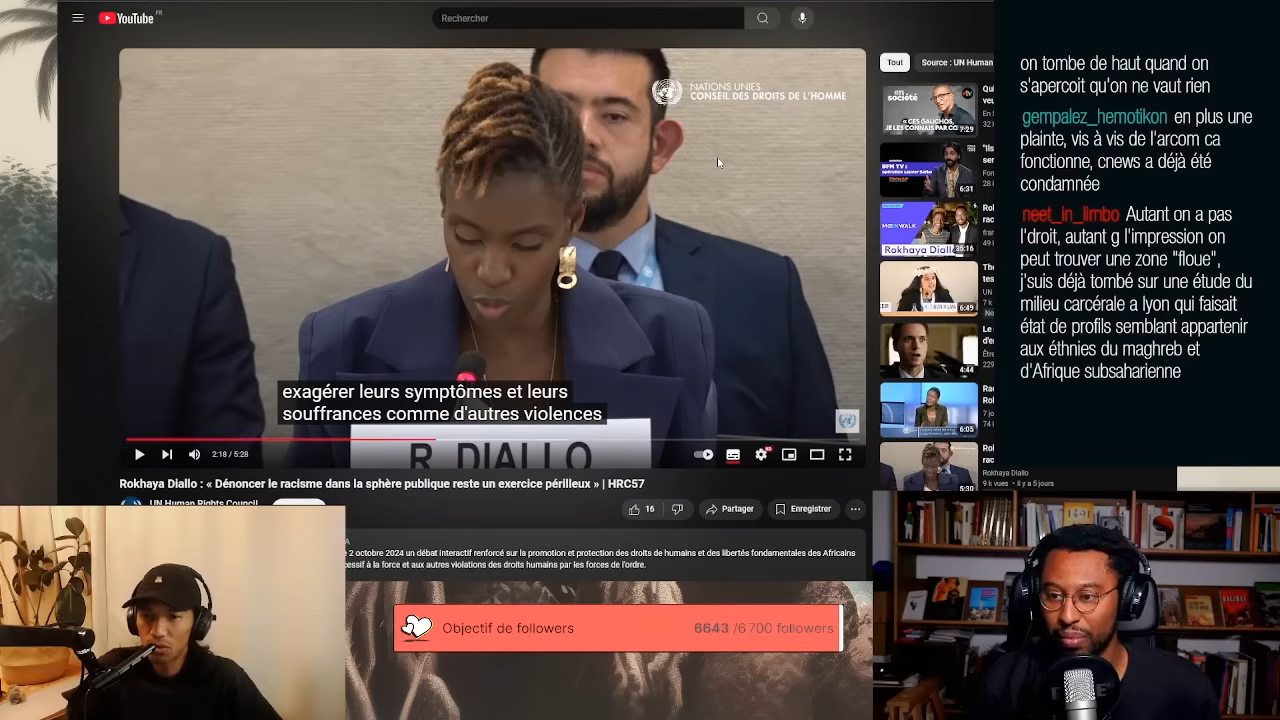 YouTube FR
Rechercher
NATIONS UNIES
CONSEIL DES DROITS DE L'HOMME
exagérer leurs symptômes et leurs
souffrances comme d'autres violences
R. DIALLO
2:18 / 5:28
Rokhaya Diallo : « Dénoncer le racisme dans la sphère publique reste un exercice périlleux » | HRC57
UN Human Rights Council
16
Partager
Enregistrer
2 octobre 2024 un débat interactif renforcé sur la promotion et protection des droits de humains et des libertés fondamentales des Africains
cessif à la force et aux autres violations des droits humains par les forces de l'ordre.
Tout
Source : UN Human
en
société
« CES GAUCHOS,
JE LES CONNAIS PAR CO
7:29
BFM TV :
opération sauver Sarko
6:31
Rokhaya Diall
35:16
6:49
4:44
6:05
5:30
Rokhaya Diallo
9 k vues • il y a 5 jours
on tombe de haut quand on
s'apercoit qu'on ne vaut rien
gempalez_hemotikon en plus une
plainte, vis à vis de l'arcom ca
fonctionne, cnews a déjà été
condamnée
neet_in_limbo Autant on a pas
l'droit, autant g l'impression on
peut trouver une zone "floue",
j'suis déjà tombé sur une étude du
milieu carcérale a lyon qui faisait
état de profils semblant appartenir
aux éthnies du maghreb et
d'Afrique subsaharienne
Objectif de followers
6643 /6 700 followers